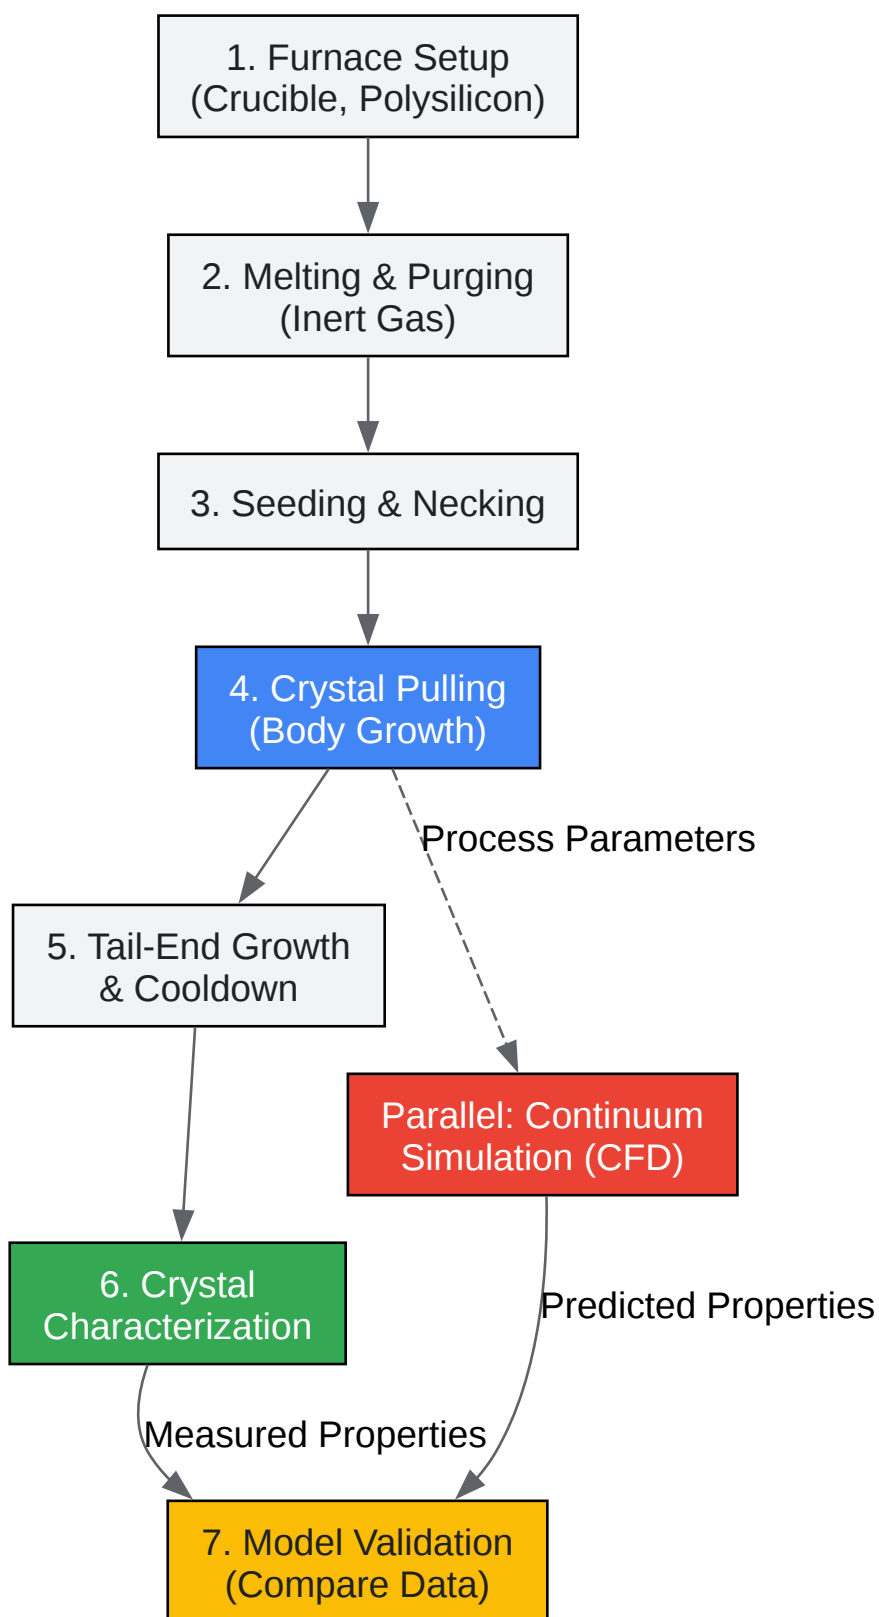 1. Furnace Setup
(Crucible, Polysilicon)
2. Melting & Purging
(Inert Gas)
3. Seeding & Necking
4. Crystal Pulling
(Body Growth)
Process Parameters
5. Tail-End Growth
& Cooldown
Parallel: Continuum
Simulation (CFD)
6. Crystal
Characterization
Predicted Properties
Measured Properties
7. Model Validation
(Compare Data)